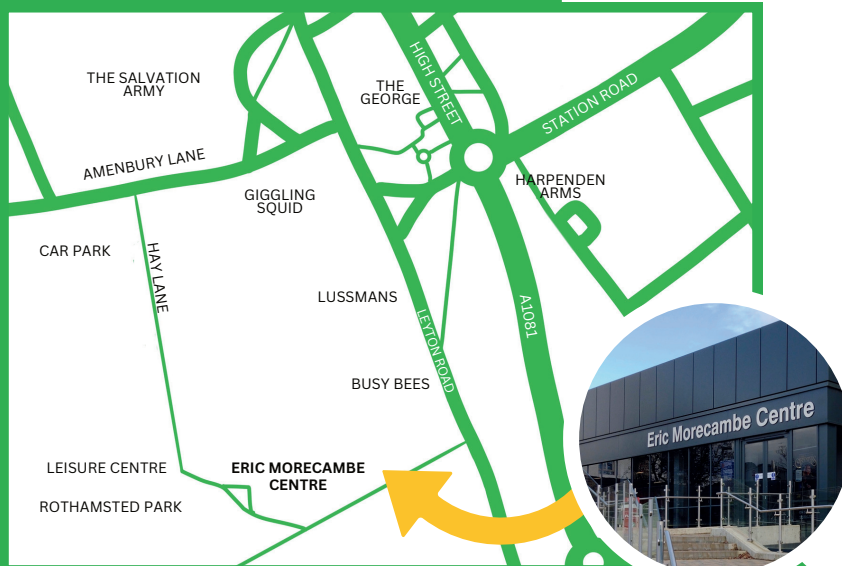 THE SALVATION
ARMY
THE
GEORGE
HIGH STREET
STATION ROAD
AMENBURY LANE
GIGGLING
SQUID
HARPENDEN
ARMS
CAR PARK
HAY LANE
LUSSMANS
LEYTON ROAD
A1081
BUSY BEES
Eric Morecambe Centre
LEISURE CENTRE
ERIC MORECAMBE
CENTRE
ROTHAMSTED PARK